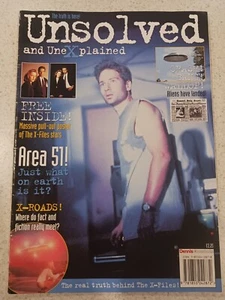 The truth is here!
Unsolved
and UneXplained
FREE
INSIDE!
Massive pull-out poster
of The X-Files stars
Aliens have landed
Area 51!
Just what
on earth
is it?
X-ROADS!
Where do fact and
fiction really meet?
The real truth behind The X-Files!
Dennis